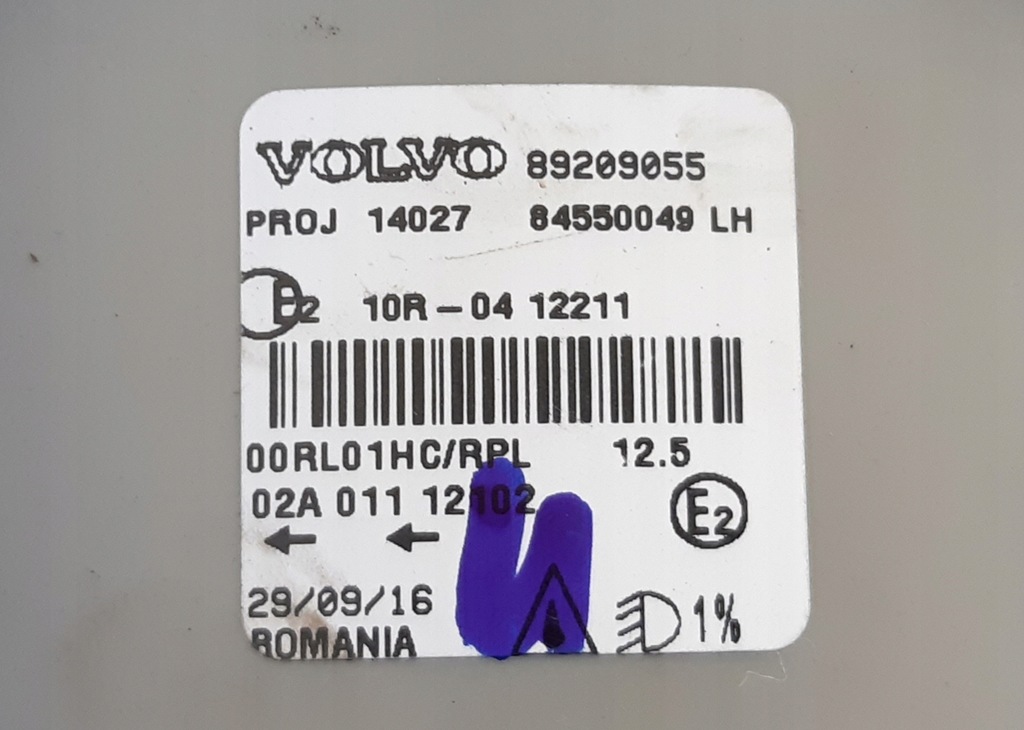 VOLVO 89209055
PROJ 14027 84550049 LH
E2 10R-04 12211
00RL01HC/RPL 12.5
02A 011 12102
E2
29/09/16
1%
ROMANIA